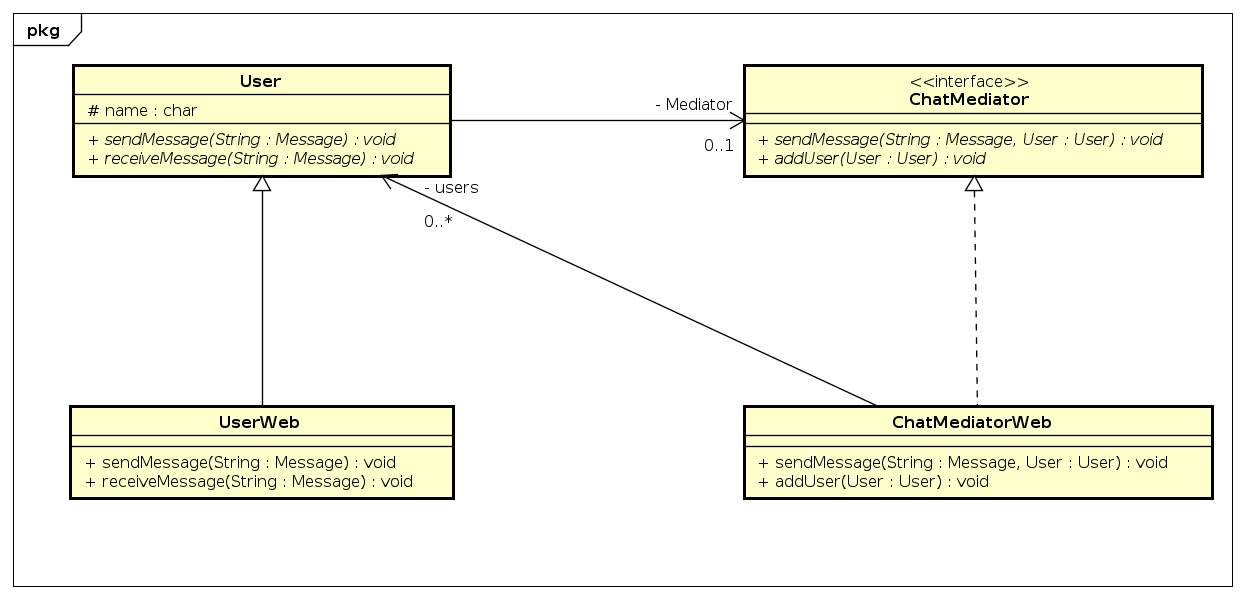 pkg
User
# name : char
+ sendMessage(String : Message) : void
+ receiveMessage(String : Message) : void
- Mediator
0..1
<<interface>>
ChatMediator
+ sendMessage(String : Message, User : User) : void
+ addUser(User : User) : void
- users
0..*
UserWeb
+ sendMessage(String : Message) : void
+ receiveMessage(String : Message) : void
ChatMediatorWeb
+ sendMessage(String : Message, User : User) : void
+ addUser(User : User) : void